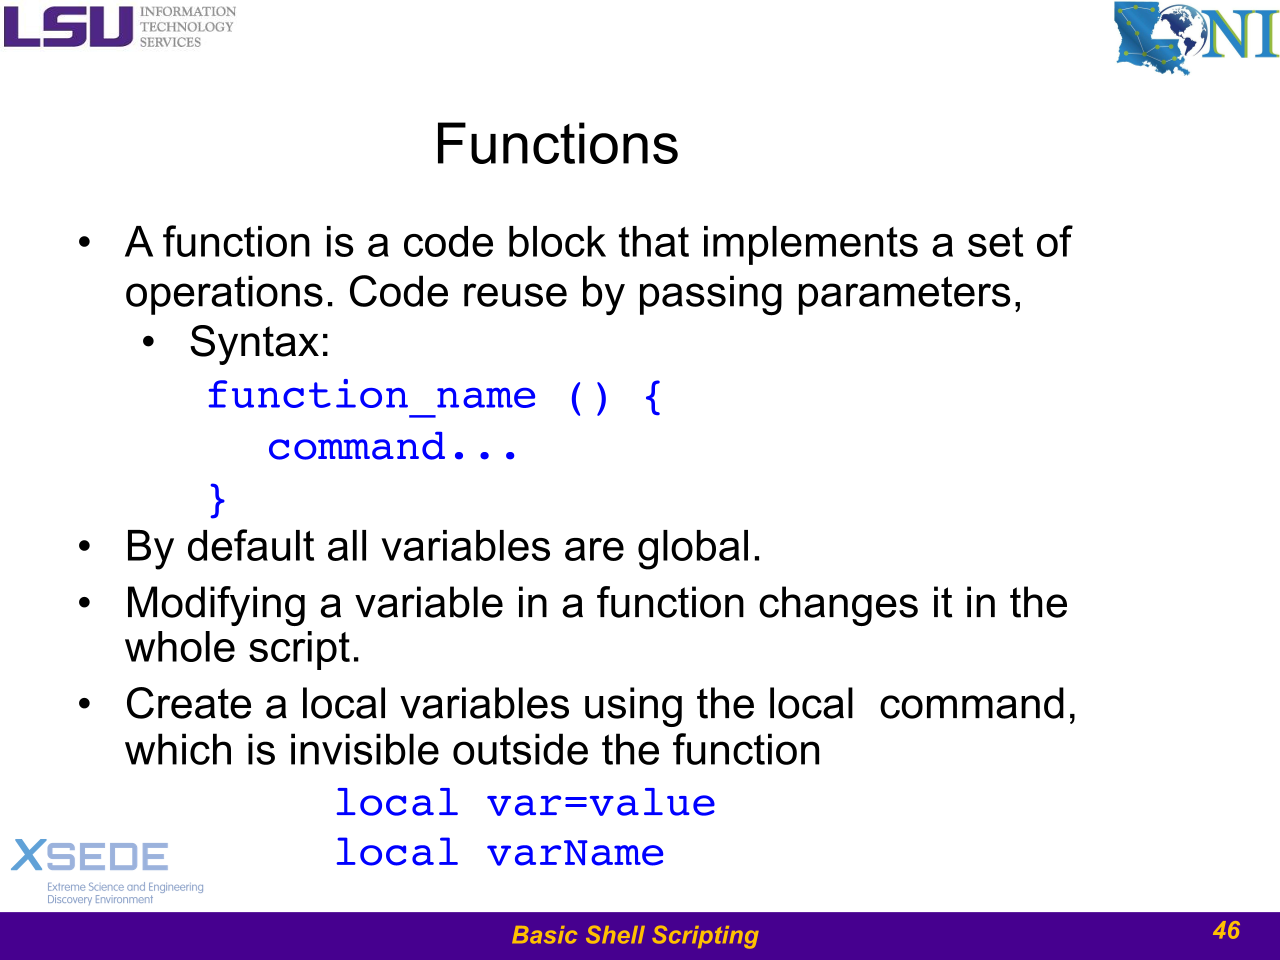 LSU INFORMATION
TECHNOLOGY
SERVICES
LONI
Functions
• A function is a code block that implements a set of
operations. Code reuse by passing parameters,
• Syntax:
function_name () {
command...
}
• By default all variables are global.
• Modifying a variable in a function changes it in the
whole script.
• Create a local variables using the local command,
which is invisible outside the function
local var=value
local varName
XSEDE
Extreme Science and Engineering
Discovery Environment
Basic Shell Scripting
46